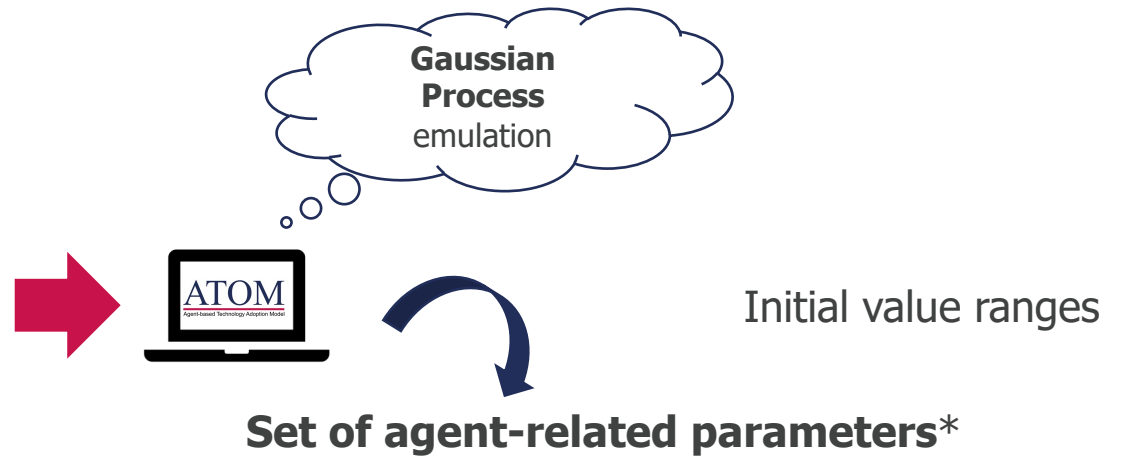 Gaussian
Process
emulation
ATOM
Agent-based Technology Adoption Model
Initial value ranges
Set of agent-related parameters*